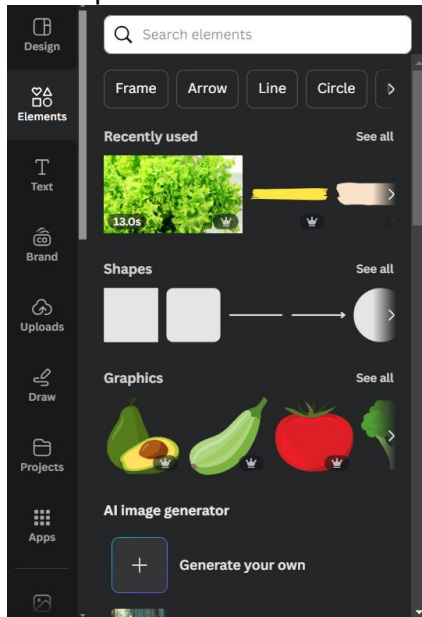 Design
Elements
Text
Brand
Uploads
Draw
Projects
Apps
Search elements
Frame
Arrow
Line
Circle
Recently used
See all
13.0s
Shapes
See all
Graphics
See all
AI image generator
Generate your own